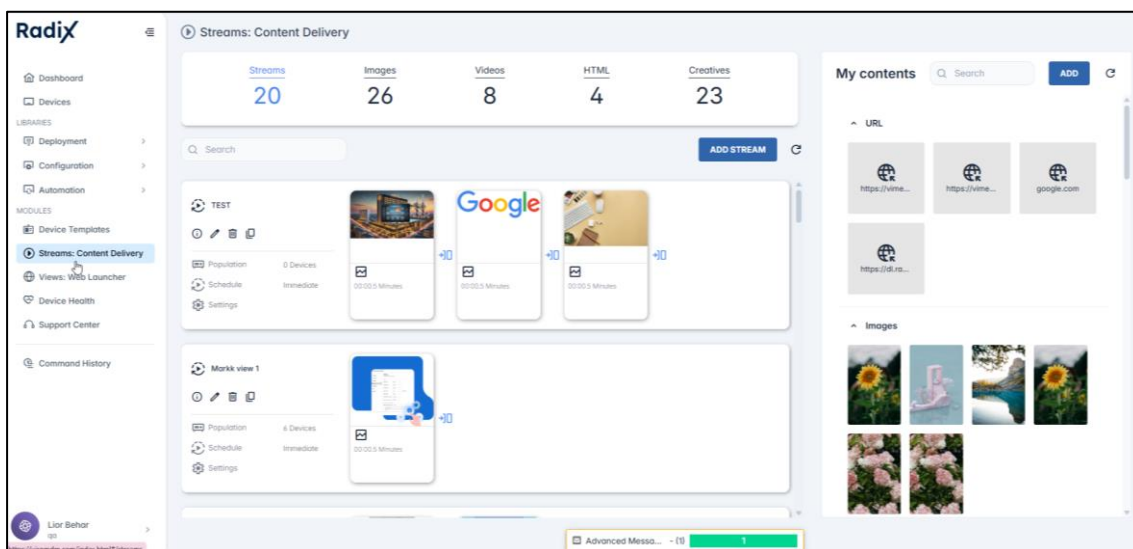 Radix
Dashboard
Devices
LIBRARIES
Deployment
Configuration
Automation
MODULES
Device Templates
Streams: Content Delivery
Views: Web Launcher
Device Health
Support Center
Command History
Lior Behar
qa
Streams: Content Delivery
Streams Images Videos HTML Creatives
20 26 8 4 23
Search
ADD STREAM
TEST
Population 0 Devices
Schedule Immediate
Settings
Google
00:00.5 Minutes 00:00.5 Minutes 00:00.5 Minutes
Markk view 1
Population 6 Devices
Schedule Immediate
Settings
00:00.5 Minutes
Advanced Messa... - (1) 1
My contents Search ADD
URL
https://vime... https://vime... google.com
https://dl.ra...
Images